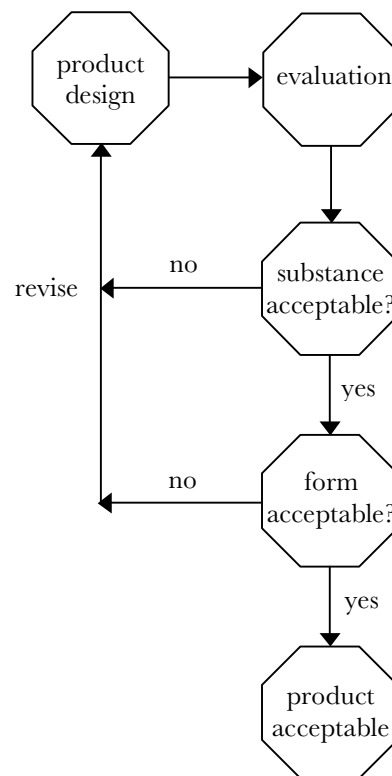 product
design
evaluation
no
substance
acceptable?
revise
yes
no
form
acceptable?
yes
product
acceptable